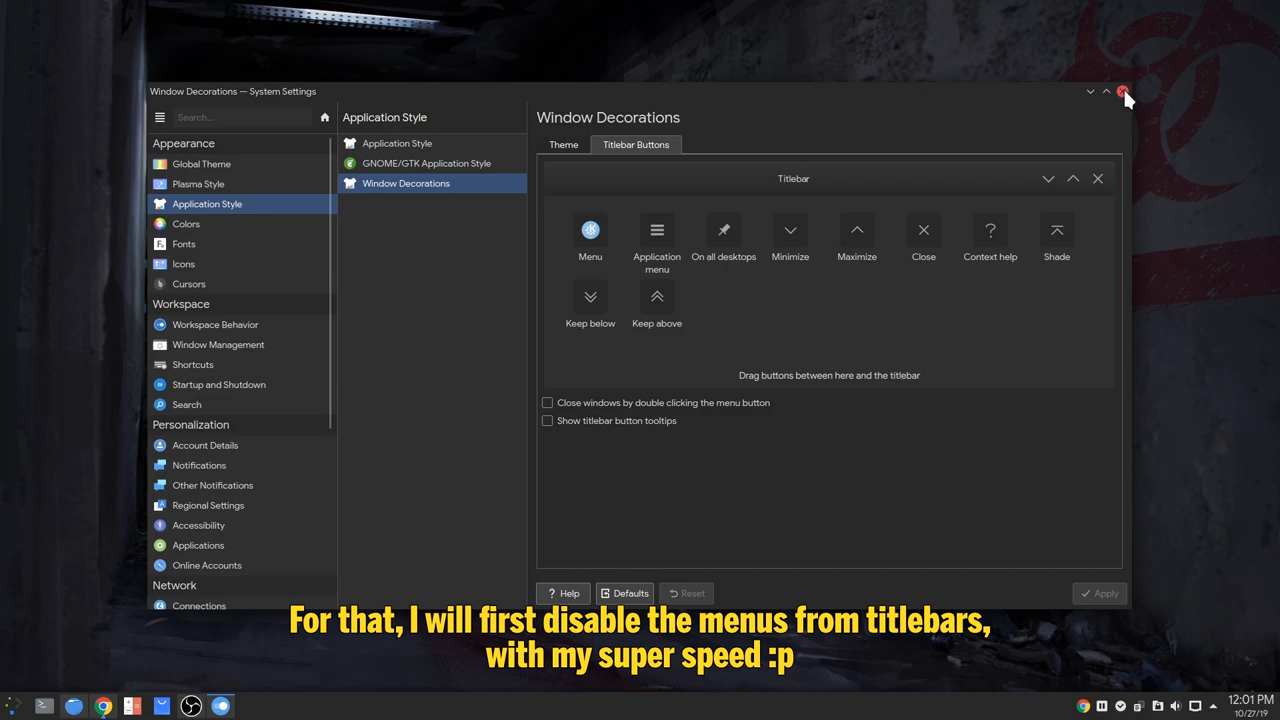 Window Decorations — System Settings
Search...
Appearance
Global Theme
Plasma Style
Application Style
Colors
Fonts
Icons
Cursors
Workspace
Workspace Behavior
Window Management
Shortcuts
Startup and Shutdown
Search
Personalization
Account Details
Notifications
Other Notifications
Regional Settings
Accessibility
Applications
Online Accounts
Network
Connections
Application Style
Application Style
GNOME/GTK Application Style
Window Decorations
Window Decorations
Theme
Titlebar Buttons
Titlebar
Menu
Application
menu
On all desktops
Minimize
Maximize
Close
Context help
Shade
Keep below
Keep above
Drag buttons between here and the titlebar
Close windows by double clicking the menu button
Show titlebar button tooltips
? Help
Defaults
Reset
Apply
For that, I will first disable the menus from titlebars,
with my super speed :p
12:01 PM
10/27/19